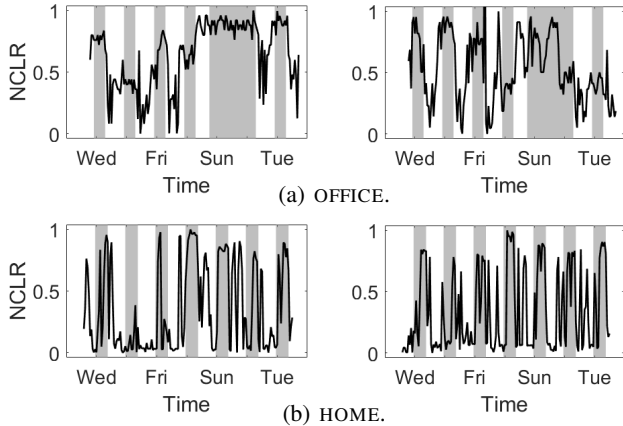 NCLR
1
0.5
0
Wed Fri Sun Tue
Time
1
0.5
0
Wed Fri Sun Tue
Time
(a) OFFICE.
NCLR
1
0.5
0
Wed Fri Sun Tue
Time
1
0.5
0
Wed Fri Sun Tue
Time
(b) HOME.